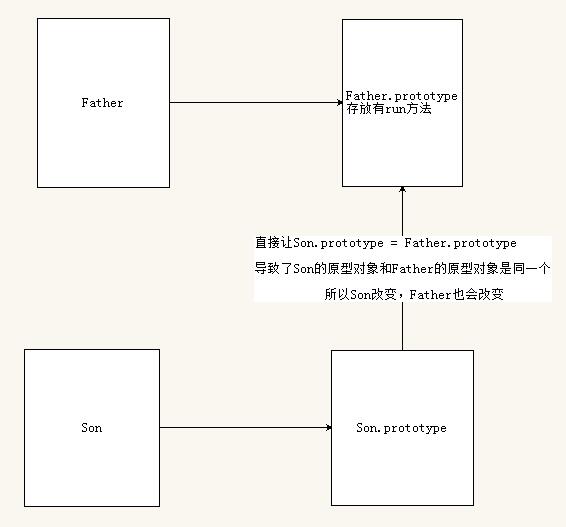 Father
Father.prototype
存放有run方法
直接让Son.prototype = Father.prototype
导致了Son的原型对象和Father的原型对象是同一个
所以Son改变，Father也会改变
Son
Son.prototype